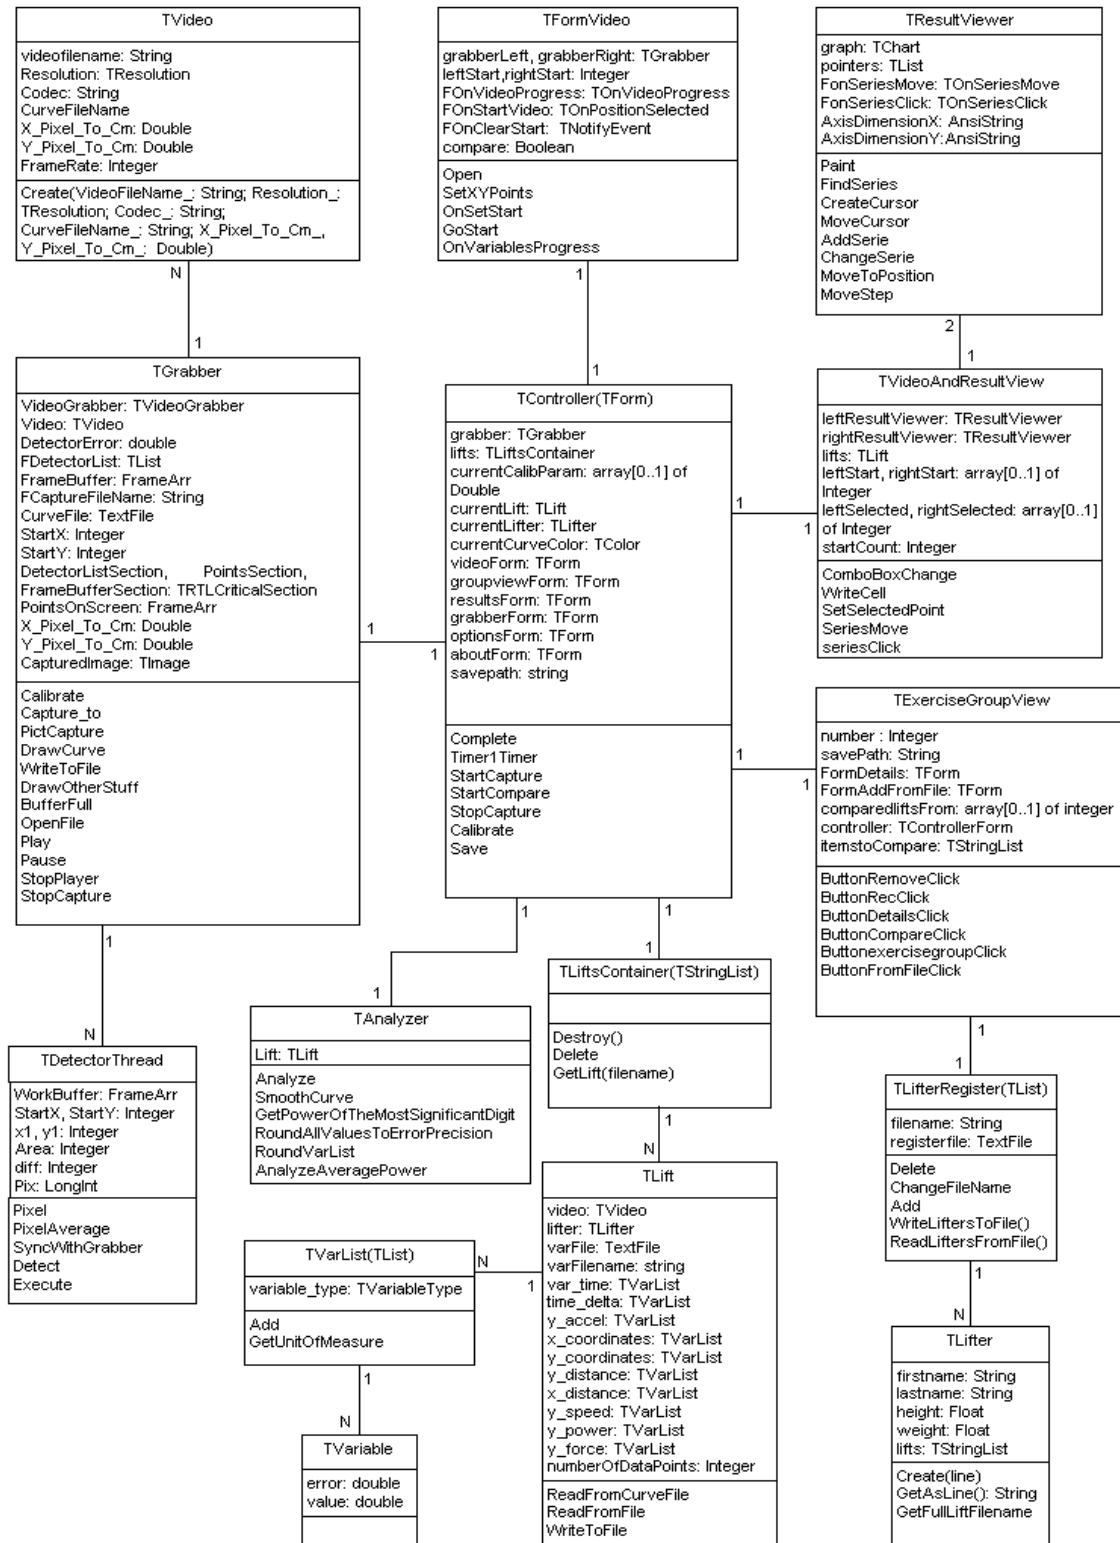 TVideo
videofilename: String
Resolution: TResolution
Codec: String
CurveFileName
X_Pixel_To_Cm: Double
Y_Pixel_To_Cm: Double
FrameRate: Integer
Create(VideoFileName_: String; Resolution_:
TResolution; Codec_: String;
CurveFileName_: String; X_Pixel_To_Cm_,
Y_Pixel_To_Cm_: Double)
N
1
TFormVideo
grabberLeft, grabberRight: TGrabber
leftStart,rightStart: Integer
FOnVideoProgress: TOnVideoProgress
FOnStartVideo: TOnPositionSelected
FOnClearStart: TNotifyEvent
compare: Boolean
Open
SetXYPoints
OnSetStart
GoStart
OnVariablesProgress
1
1
TResultViewer
graph: TChart
pointers: TList
FonSeriesMove: TOnSeriesMove
FonSeriesClick: TOnSeriesClick
AxisDimensionX: AnsiString
AxisDimensionY:AnsiString
Paint
FindSeries
CreateCursor
MoveCursor
AddSerie
ChangeSerie
MoveToPosition
MoveStep
2
1
TGrabber
VideoGrabber: TVideoGrabber
Video: TVideo
DetectorError: double
FDetectorList: TList
FrameBuffer: FrameArr
FCaptureFileName: String
CurveFile: TextFile
StartX: Integer
StartY: Integer
DetectorListSection, PointsSection,
FrameBufferSection: TRTLCriticalSection
PointsOnScreen: FrameArr
X_Pixel_To_Cm: Double
Y_Pixel_To_Cm: Double
CapturedImage: TImage
Calibrate
Capture_to
PictCapture
DrawCurve
WriteToFile
DrawOtherStuff
BufferFull
OpenFile
Play
Pause
StopPlayer
StopCapture
1
1
1
N
TController(TForm)
grabber: TGrabber
lifts: TLiftsContainer
currentCalibParam: array[0..1] of
Double
currentLift: TLift
currentLifter: TLifter
currentCurveColor: TColor
videoForm: TForm
groupviewForm: TForm
resultsForm: TForm
grabberForm: TForm
optionsForm: TForm
aboutForm: TForm
savepath: string
Complete
Timer1Timer
StartCapture
StartCompare
StopCapture
Calibrate
Save
1
1
1
1
1
1
1
1
TVideoAndResultView
leftResultViewer: TResultViewer
rightResultViewer: TResultViewer
lifts: TLift
leftStart, rightStart: array[0..1] of
Integer
leftSelected, rightSelected: array[0..1]
of Integer
startCount: Integer
ComboBoxChange
WriteCell
SetSelectedPoint
SeriesMove
seriesClick
TExerciseGroupView
number : Integer
savePath: String
FormDetails: TForm
FormAddFromFile: TForm
comparedliftsFrom: array[0..1] of integer
controller: TControllerForm
itemstoCompare: TStringList
ButtonRemoveClick
ButtonRecClick
ButtonDetailsClick
ButtonCompareClick
ButtonexercisegroupClick
ButtonFromFileClick
1
1
TDetectorThread
WorkBuffer: FrameArr
StartX, StartY: Integer
x1, y1: Integer
Area: Integer
diff: Integer
Pix: LongInt
Pixel
PixelAverage
SyncWithGrabber
Detect
Execute
TAnalyzer
Lift: TLift
Analyze
SmoothCurve
GetPowerOfTheMostSignificantDigit
RoundAllValuesToErrorPrecision
RoundVarList
AnalyzeAveragePower
TLiftsContainer(TStringList)
Destroy()
Delete
GetLift(filename)
1
N
TLifterRegister(TList)
filename: String
registerfile: TextFile
Delete
ChangeFileName
Add
WriteLiftersToFile()
ReadLiftersFromFile()
1
N
TVarList(TList)
variable_type: TVariableType
Add
GetUnitOfMeasure
N
1
1
N
TLift
video: TVideo
lifter: TLifter
varFile: TextFile
varFilename: string
var_time: TVarList
time_delta: TVarList
y_accel: TVarList
x_coordinates: TVarList
y_coordinates: TVarList
y_distance: TVarList
x_distance: TVarList
y_speed: TVarList
y_power: TVarList
y_force: TVarList
numberOfDataPoints: Integer
ReadFromCurveFile
ReadFromFile
WriteToFile
TVariable
error: double
value: double
TLifter
firstname: String
lastname: String
height: Float
weight: Float
lifts: TStringList
Create(line)
GetAsLine(): String
GetFullLiftFilename